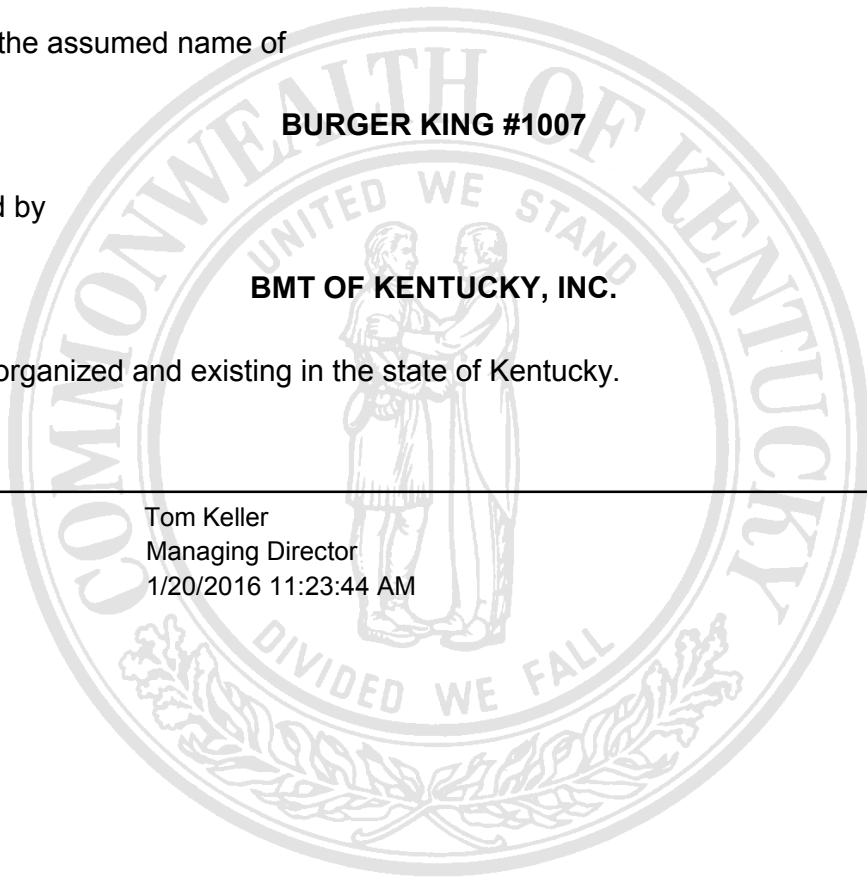 the assumed name of
BURGER KING #1007
d by
BMT OF KENTUCKY, INC.
organized and existing in the state of Kentucky.
Tom Keller
Managing Director
1/20/2016 11:23:44 AM
COMMONWEALTH OF KENTUCKY
UNITED WE STAND
DIVIDED WE FALL